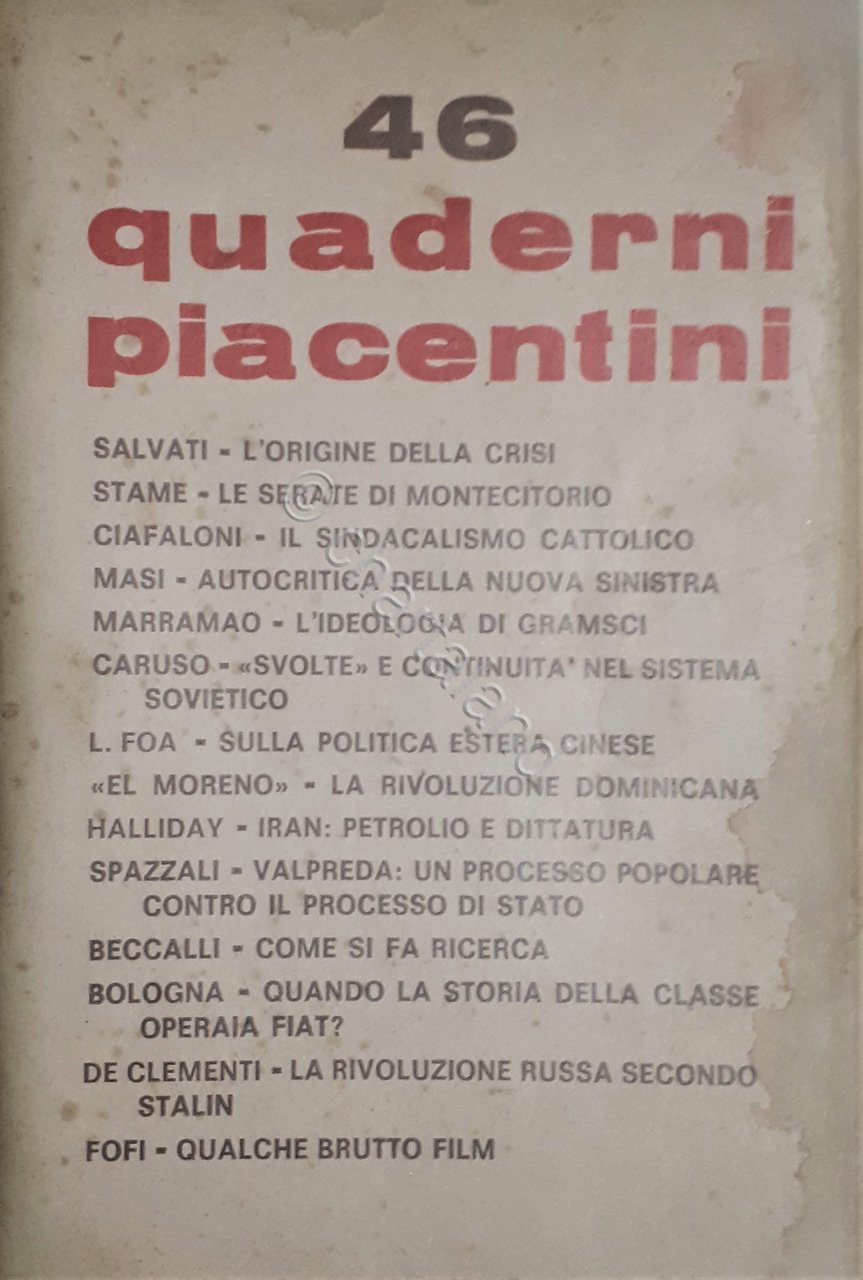 46
quaderni
piacentini
SALVATI - L'ORIGINE DELLA CRISI
STAME - LE SERATE DI MONTECITORIO
CIAFALONI - IL SINDACALISMO CATTOLICO
MASI - AUTOCRITICA DELLA NUOVA SINISTRA
MARRAMAO - L'IDEOLOGIA DI GRAMSCI
CARUSO - «SVOLTE» E CONTINUITA' NEL SISTEMA
SOVIETICO
L. FOA - SULLA POLITICA ESTERA CINESE
«EL MORENO» - LA RIVOLUZIONE DOMINICANA
HALLIDAY - IRAN: PETROLIO E DITTATURA
SPAZZALI - VALPREDA: UN PROCESSO POPOLARE
CONTRO IL PROCESSO DI STATO
BECCALLI - COME SI FA RICERCA
BOLOGNA - QUANDO LA STORIA DELLA CLASSE
OPERAIA FIAT?
DE CLEMENTI - LA RIVOLUZIONE RUSSA SECONDO
STALIN
FOFI - QUALCHE BRUTTO FILM